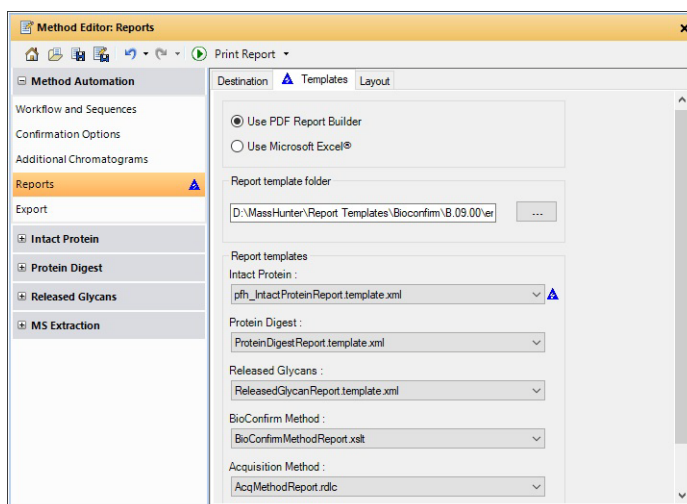 Method Editor: Reports
Print Report
Method Automation
Workflow and Sequences
Confirmation Options
Additional Chromatograms
Reports
Export
Intact Protein
Protein Digest
Released Glycans
MS Extraction
Destination Templates Layout
Use PDF Report Builder
Use Microsoft Excel®
Report template folder
D:\MassHunter\Report Templates\Bioconfirm\B.09.00\er
...
Report templates
Intact Protein :
pfh_IntactProteinReport.template.xml
Protein Digest :
ProteinDigestReport.template.xml
Released Glycans :
ReleasedGlycanReport.template.xml
BioConfirm Method :
BioConfirmMethodReport.xslt
Acquisition Method :
AcqMethodReport.rdlc